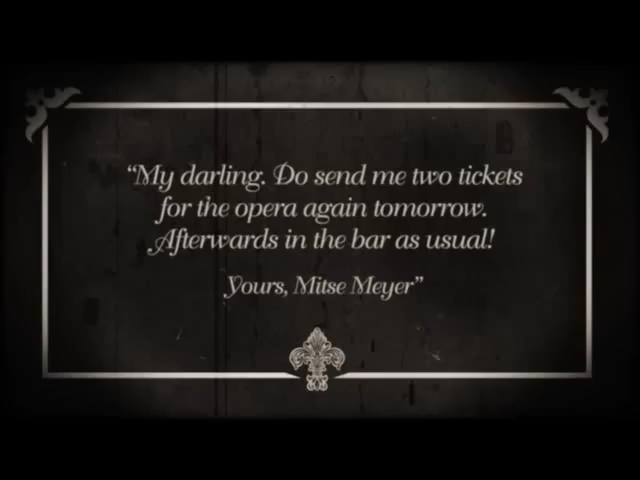 “My darling. Do send me two tickets
for the opera again tomorrow.
Afterwards in the bar as usual!
Yours, Mitse Meyer”